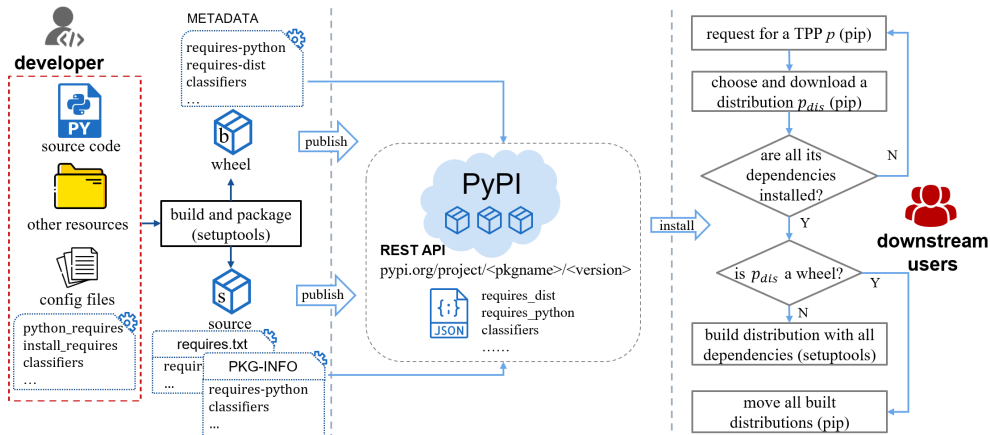 developer
PY
source code
other resources
config files
python_requires
install_requires
classifiers
...
METADATA
requires-python
requires-dist
classifiers
...
b
wheel
build and package
(setuptools)
s
source
requires.txt
requir
...
PKG-INFO
requires-python
classifiers
...
publish
publish
PyPI
REST API
pypi.org/project/<pkgname>/<version>
{;}
JSON
requires_dist
requires_python
classifiers
......
install
request for a TPP p (pip)
choose and download a
distribution p_dis (pip)
are all its
dependencies
installed?
N
Y
is p_dis a wheel?
Y
N
build distribution with all
dependencies (setuptools)
move all built
distributions (pip)
downstream
users